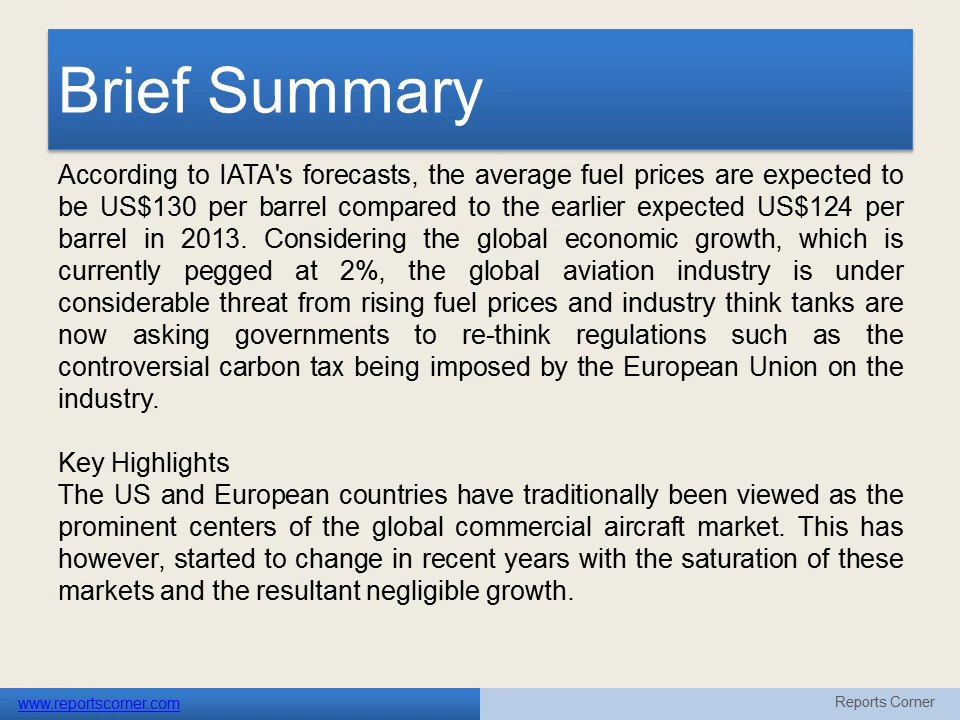 Brief Summary
According to IATA's forecasts, the average fuel prices are expected to
be US$130 per barrel compared to the earlier expected US$124 per
barrel in 2013. Considering the global economic growth, which is
currently pegged at 2%, the global aviation industry is under
considerable threat from rising fuel prices and industry think tanks are
now asking governments to re-think regulations such as the
controversial carbon tax being imposed by the European Union on the
industry.
Key Highlights
The US and European countries have traditionally been viewed as the
prominent centers of the global commercial aircraft market. This has
however, started to change in recent years with the saturation of these
markets and the resultant negligible growth.
www.reportscorner.com
Reports Corner